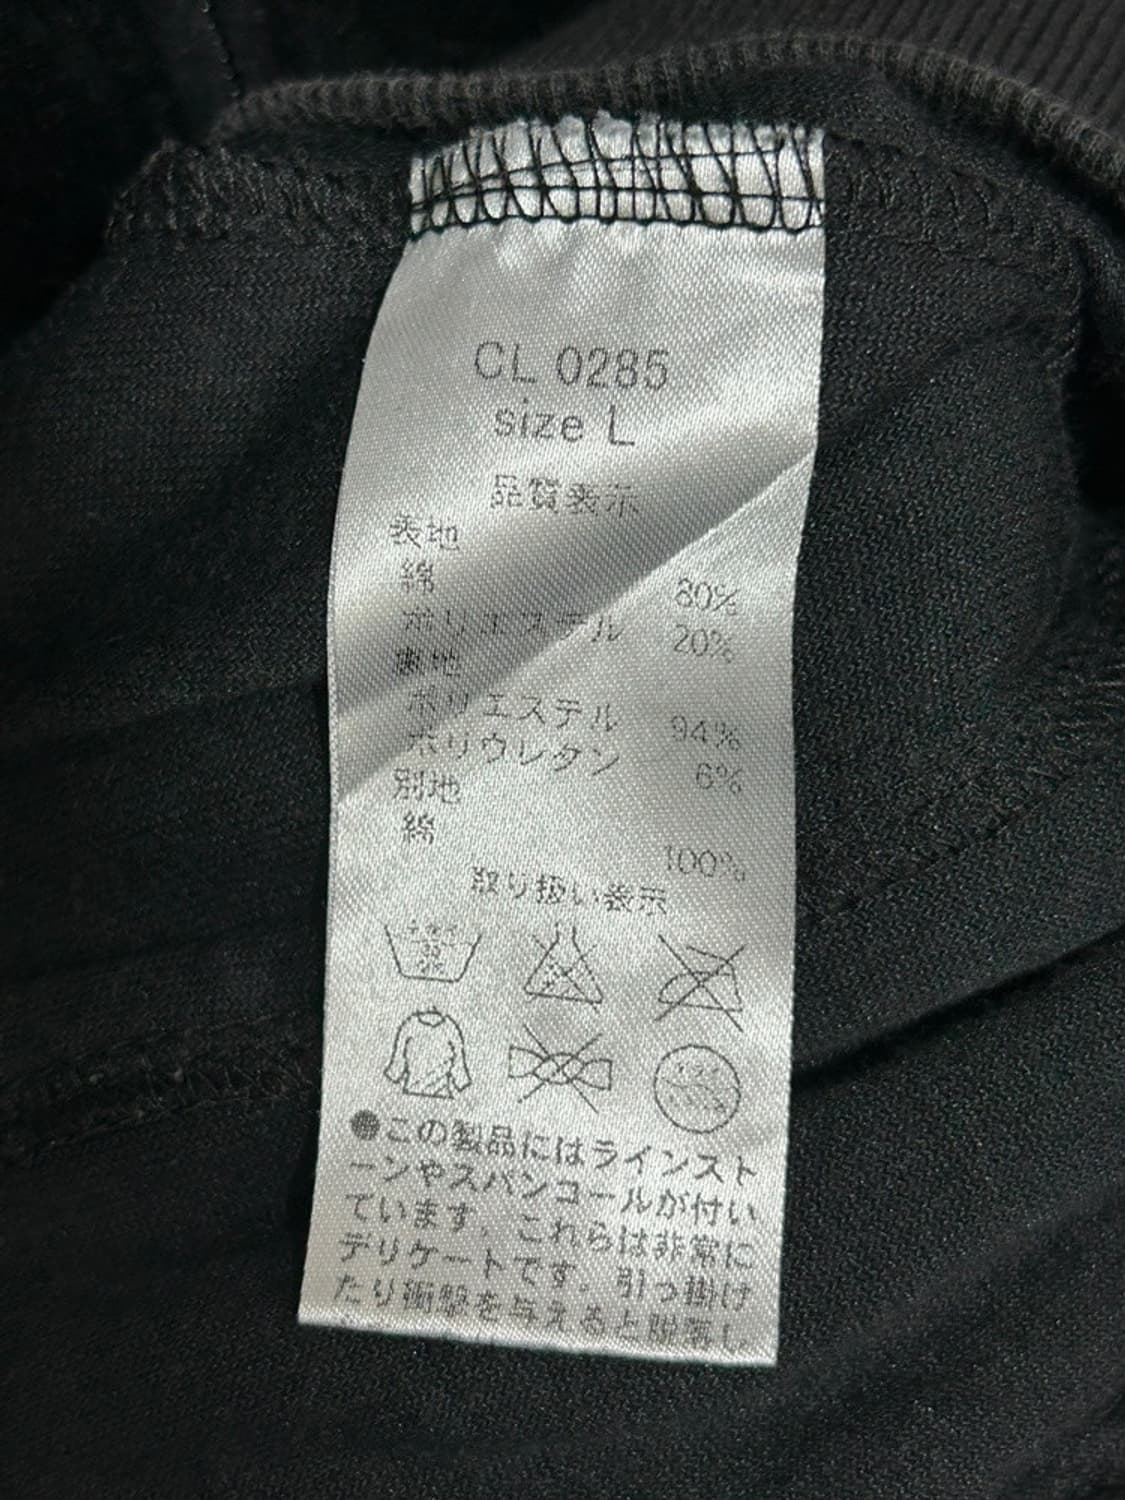 CL 0285
size L
品質表示
表地
綿 80%
ポリエステル 20%
裏地
ポリエステル 94%
ポリウレタン 6%
別地
綿 100%
取り扱い表示
●この製品にはラインスト
ーンやスパンコールが付い
ています。これらは非常に
デリケートです。引っ掛け
たり衝撃を与えると脱落し